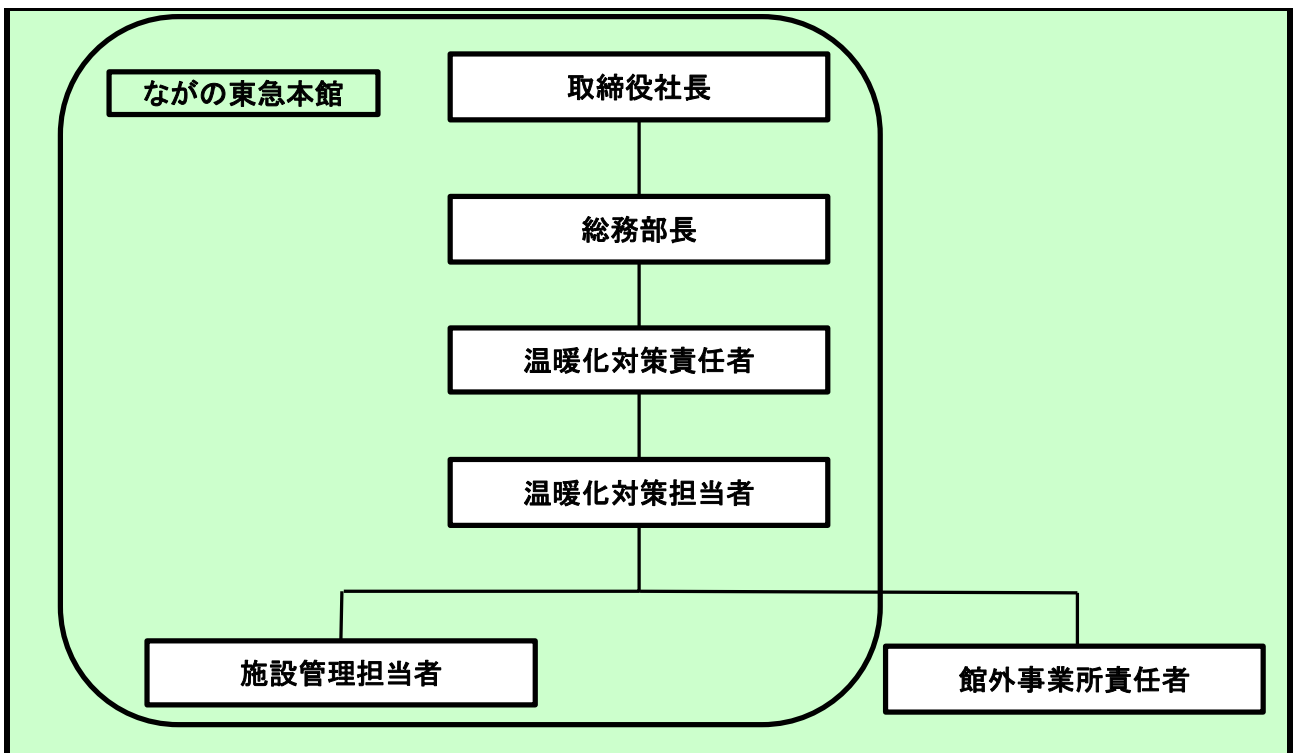 ながの東急本館
取締役社長
総務部長
温暖化対策責任者
温暖化対策担当者
施設管理担当者
館外事業所責任者